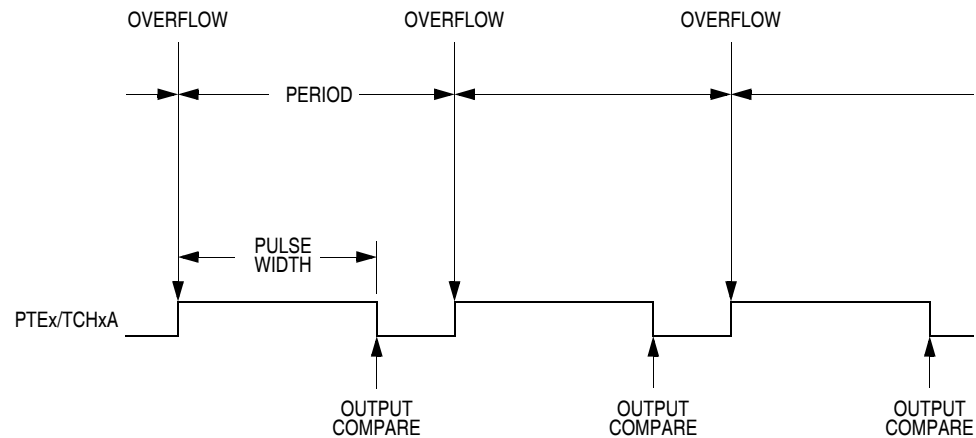 OVERFLOW
OVERFLOW
OVERFLOW
PERIOD
PULSE
WIDTH
PTEx/TCHxA
OUTPUT
COMPARE
OUTPUT
COMPARE
OUTPUT
COMPARE